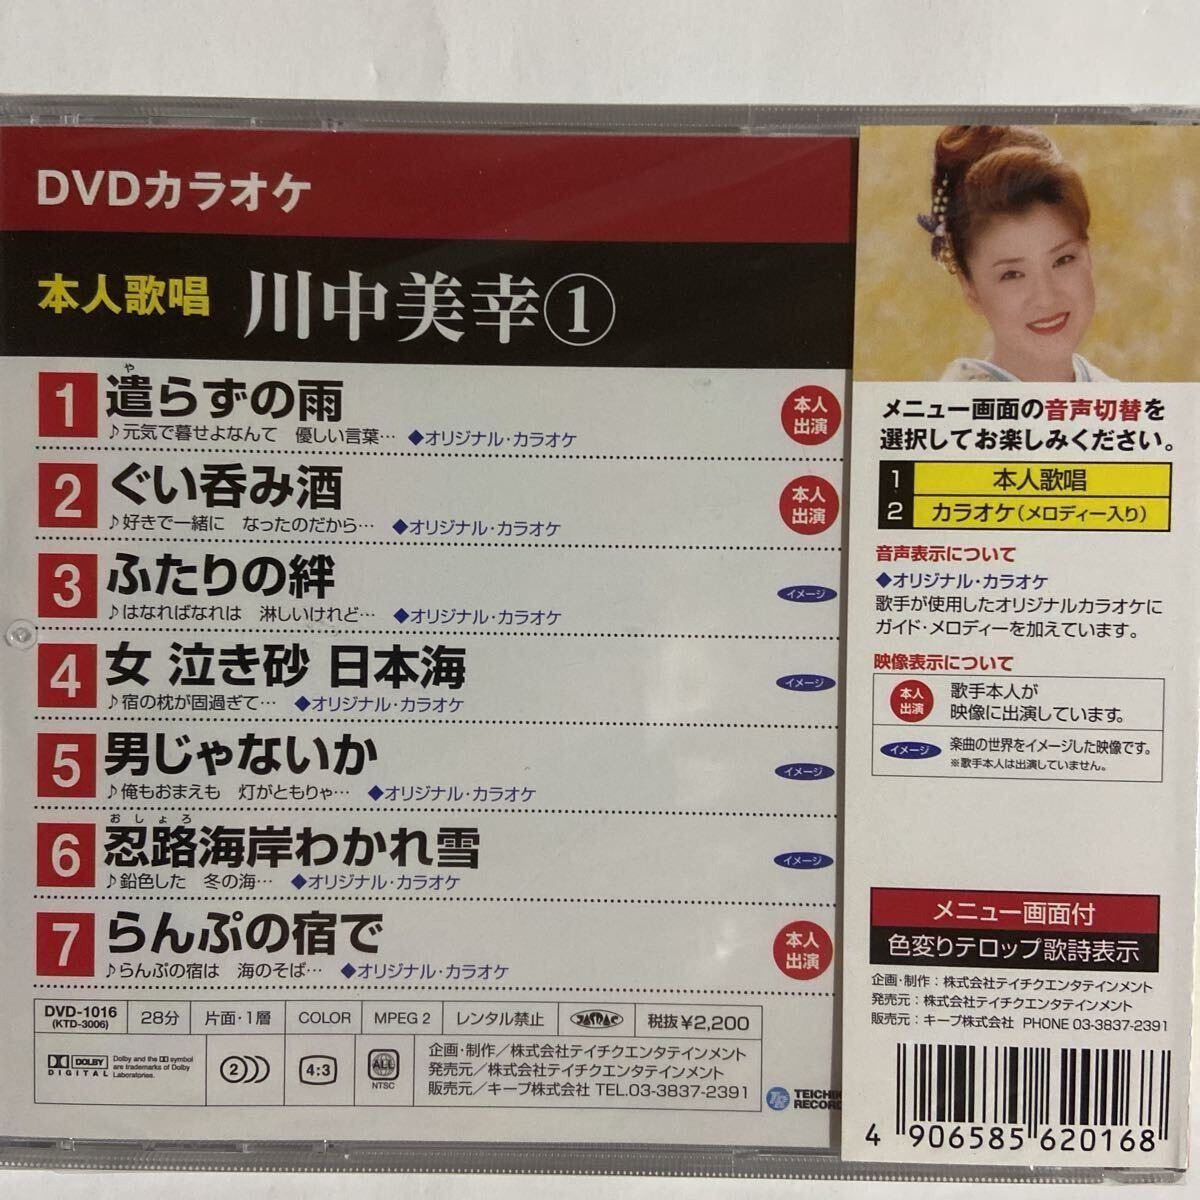 DVDカラオケ
本人歌唱 川中美幸①
1 遣らずの雨
や
♪元気で暮せよなんて 優しい言葉… ◆オリジナル・カラオケ
本人出演
2 ぐい呑み酒
♪好きで一緒に なったのだから… ◆オリジナル・カラオケ
本人出演
3 ふたりの絆
♪はなればなれは 淋しいけれど… ◆オリジナル・カラオケ
イメージ
4 女 泣き砂 日本海
♪宿の枕が固過ぎて… ◆オリジナル・カラオケ
イメージ
5 男じゃないか
♪俺もおまえも 灯がともりゃ… ◆オリジナル・カラオケ
イメージ
おしょろ
6 忍路海岸わかれ雪
♪鉛色した 冬の海… ◆オリジナル・カラオケ
イメージ
7 らんぷの宿で
♪らんぷの宿は 海のそば… ◆オリジナル・カラオケ
本人出演
DVD-1016
(KTD-3006)
28分
片面・1層
COLOR
MPEG 2
レンタル禁止
JASRAC
税抜¥2,200
DOLBY
DIGITAL
Dolby and the DD symbol
are trademarks of Dolby
Laboratories.
2
4:3
ALL
NTSC
企画・制作/株式会社テイチクエンタテインメント
発売元/株式会社テイチクエンタテインメント
販売元/キープ株式会社 TEL.03-3837-2391
TEICHIK
RECORD
メニュー画面の音声切替を
選択してお楽しみください。
1 本人歌唱
2 カラオケ(メロディー入り)
音声表示について
◆オリジナル・カラオケ
歌手が使用したオリジナルカラオケに
ガイド・メロディーを加えています。
映像表示について
本人出演
歌手本人が
映像に出演しています。
イメージ
楽曲の世界をイメージした映像です。
※歌手本人は出演していません。
メニュー画面付
色変りテロップ歌詩表示
企画・制作：株式会社テイチクエンタテインメント
発売元：株式会社テイチクエンタテインメント
販売元：キープ株式会社 PHONE 03-3837-2391
4 906585 620168